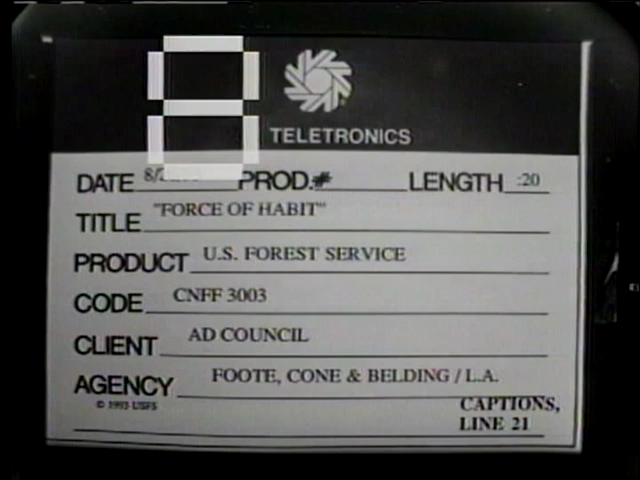 8
TELETRONICS
DATE PROD.# LENGTH :20
TITLE "FORCE OF HABIT"
PRODUCT U.S. FOREST SERVICE
CODE CNFF 3003
CLIENT AD COUNCIL
AGENCY FOOTE, CONE & BELDING / L.A.
© 1993 USFS
CAPTIONS,
LINE 21